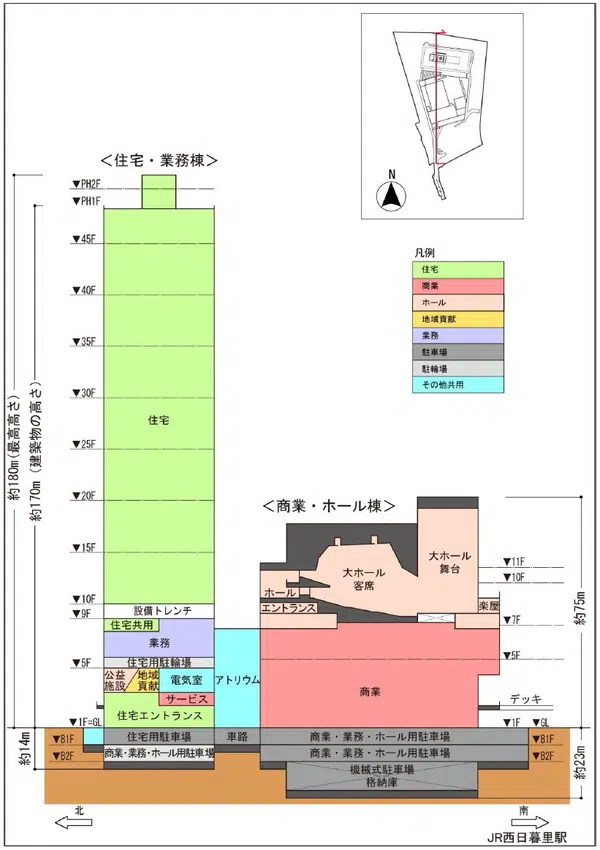 N
<住宅・業務棟>
▼PH2F
▼PH1F
▼45F
▼40F
▼35F
▼30F
▼25F
▼20F
▼15F
▼10F
▼9F
▼5F
▼1F=GL
▼B1F
▼B2F
約180m(最高高さ)
約170m(建築物の高さ)
約14m
凡例
住宅
商業
ホール
地域貢献
業務
駐車場
駐輪場
その他共用
住宅
設備トレンチ
住宅共用
業務
住宅用駐輪場
公益
施設
地域
貢献
電気室
サービス
住宅エントランス
アトリウム
住宅用駐車場
車路
商業・業務・ホール用駐車場
<商業・ホール棟>
大ホール
客席
大ホール
舞台
ホール
エントランス
楽屋
商業
デッキ
▼11F
▼10F
▼7F
▼5F
▼1F
▼GL
▼B1F
▼B2F
約75m
約23m
商業・業務・ホール用駐車場
商業・業務・ホール用駐車場
機械式駐車場
格納庫
北
南
JR西日暮里駅